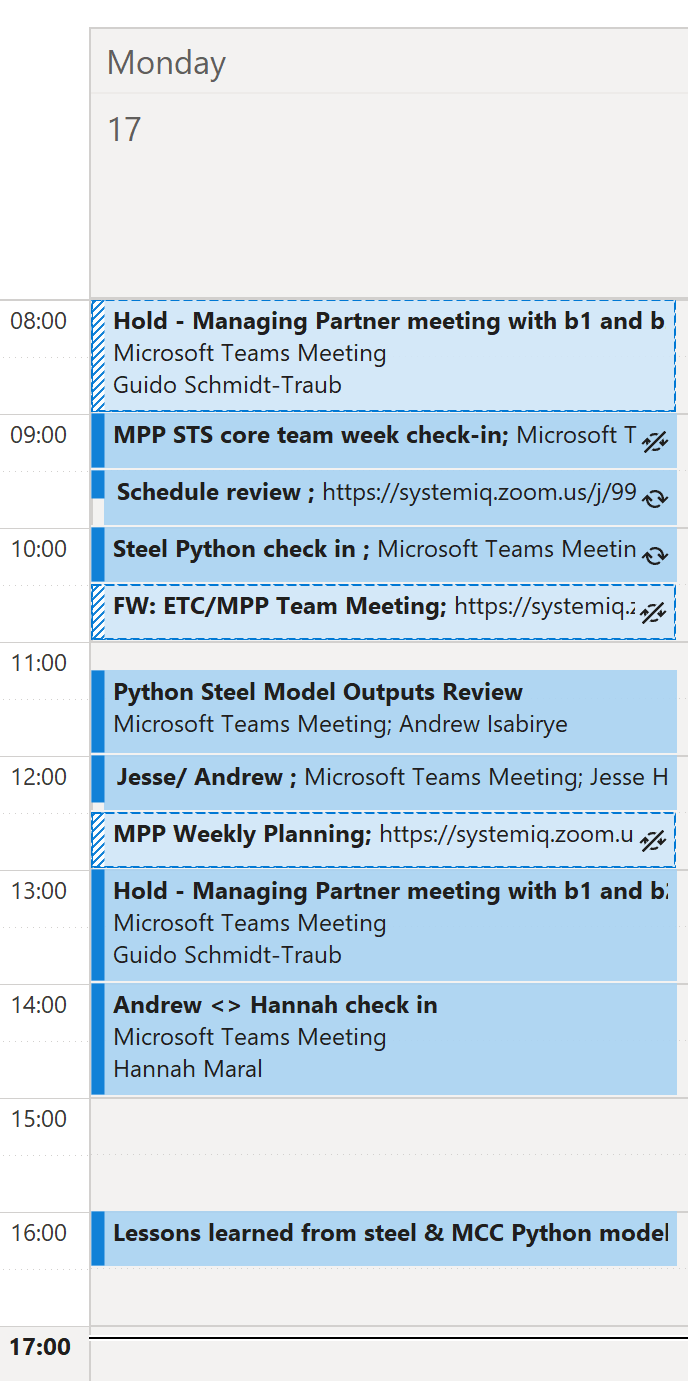 Monday
17
08:00
Hold - Managing Partner meeting with b1 and b
Microsoft Teams Meeting
Guido Schmidt-Traub
09:00
MPP STS core team week check-in; Microsoft T
Schedule review ; https://systemiq.zoom.us/j/99
10:00
Steel Python check in ; Microsoft Teams Meetin
FW: ETC/MPP Team Meeting; https://systemiq.z
11:00
Python Steel Model Outputs Review
Microsoft Teams Meeting; Andrew Isabirye
12:00
Jesse/ Andrew ; Microsoft Teams Meeting; Jesse H
MPP Weekly Planning; https://systemiq.zoom.u
13:00
Hold - Managing Partner meeting with b1 and b2
Microsoft Teams Meeting
Guido Schmidt-Traub
14:00
Andrew <> Hannah check in
Microsoft Teams Meeting
Hannah Maral
15:00
16:00
Lessons learned from steel & MCC Python model
17:00